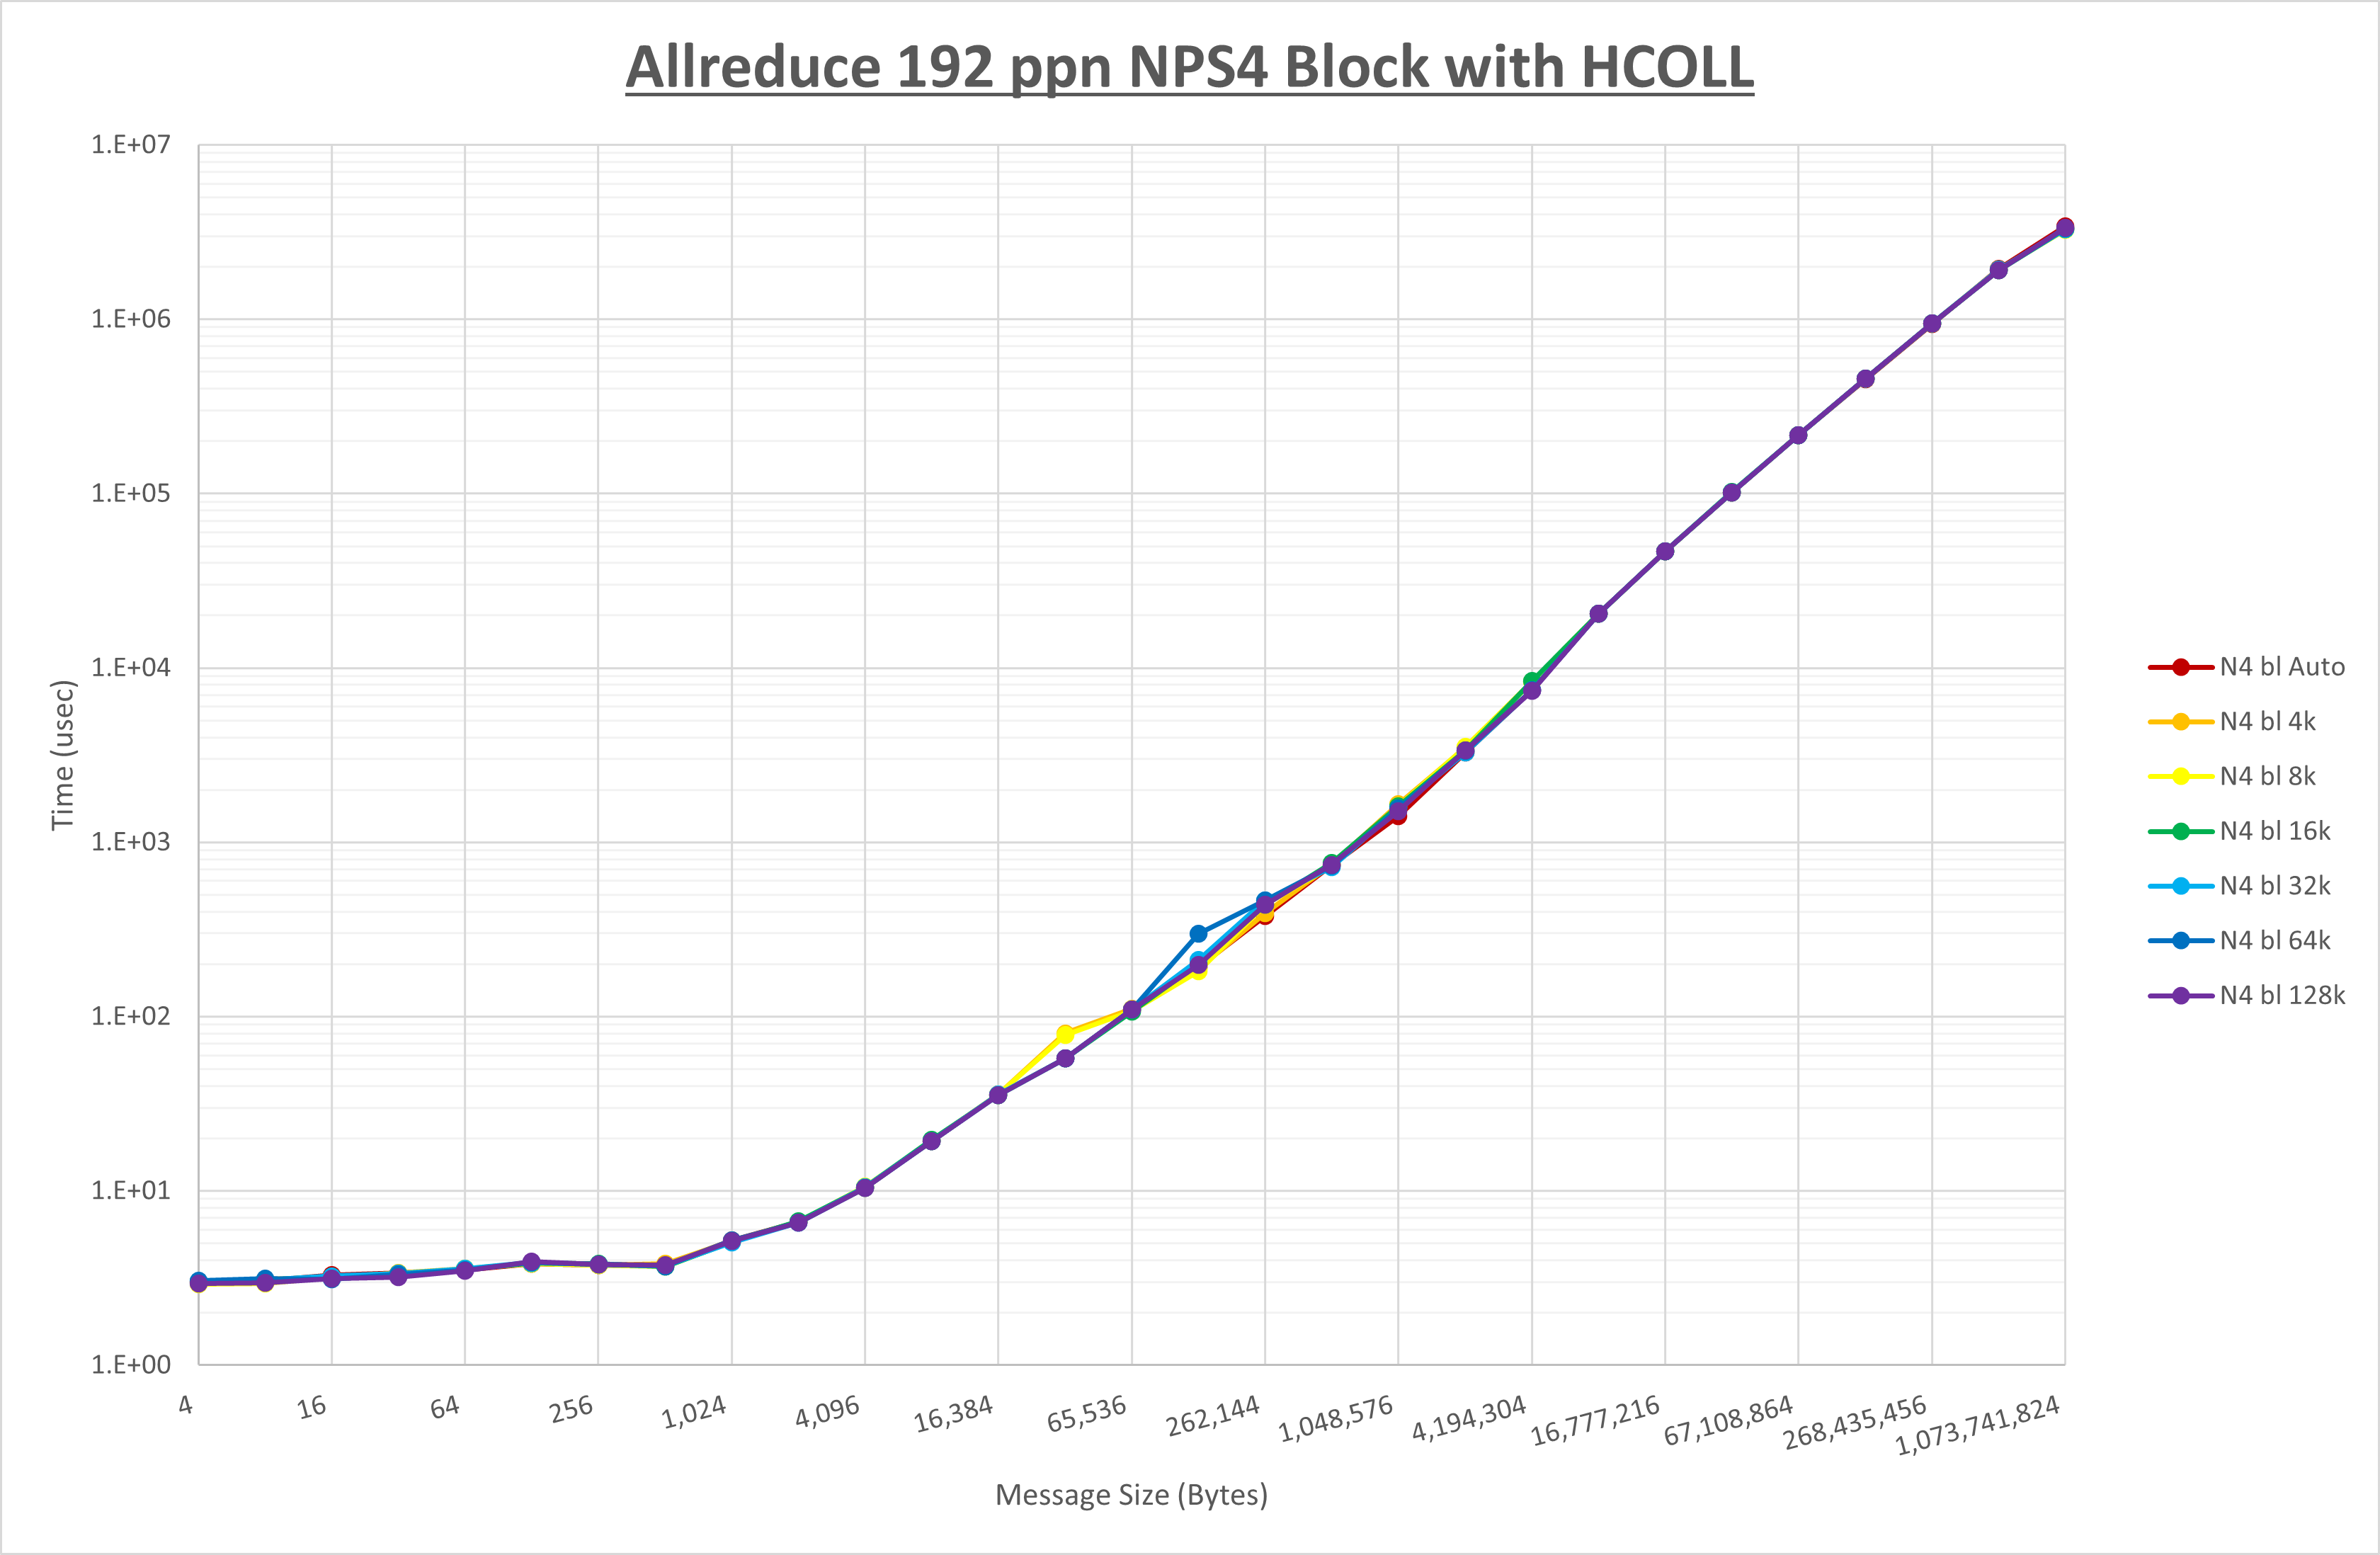 Allreduce 192 ppn NPS4 Block with HCOLL
1.E+07
1.E+06
1.E+05
1.E+04
1.E+03
1.E+02
1.E+01
1.E+00
Time (usec)
4
16
64
256
1,024
4,096
16,384
65,536
262,144
1,048,576
4,194,304
16,777,216
67,108,864
268,435,456
1,073,741,824
Message Size (Bytes)
N4 bl Auto
N4 bl 4k
N4 bl 8k
N4 bl 16k
N4 bl 32k
N4 bl 64k
N4 bl 128k